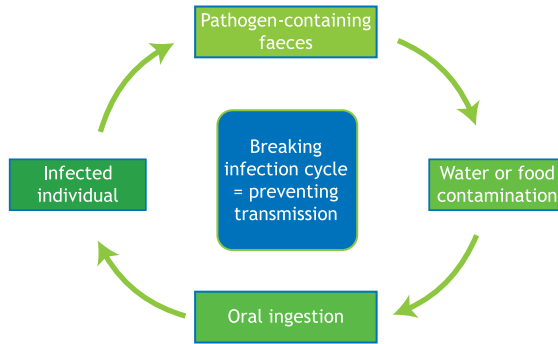 Pathogen-containing
faeces
Breaking
infection cycle
= preventing
transmission
Infected
individual
Water or food
contamination
Oral ingestion